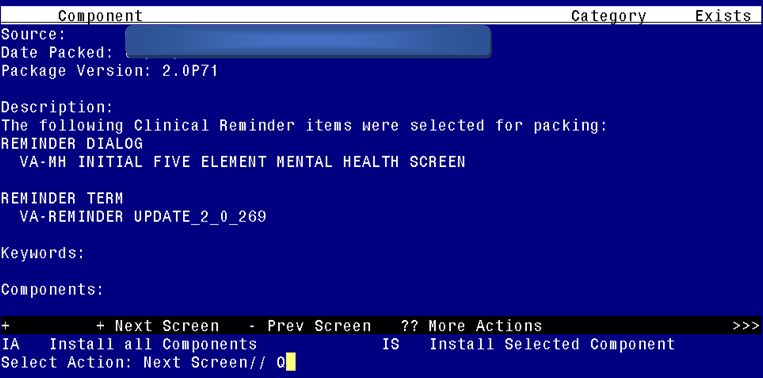 Component Category Exists
Source:
Date Packed:
Package Version: 2.0P71
Description:
The following Clinical Reminder items were selected for packing:
REMINDER DIALOG
VA-MH INITIAL FIVE ELEMENT MENTAL HEALTH SCREEN
REMINDER TERM
VA-REMINDER UPDATE_2_0_269
Keywords:
Components:
+ + Next Screen - Prev Screen ?? More Actions >>>
IA Install all Components IS Install Selected Component
Select Action: Next Screen// Q